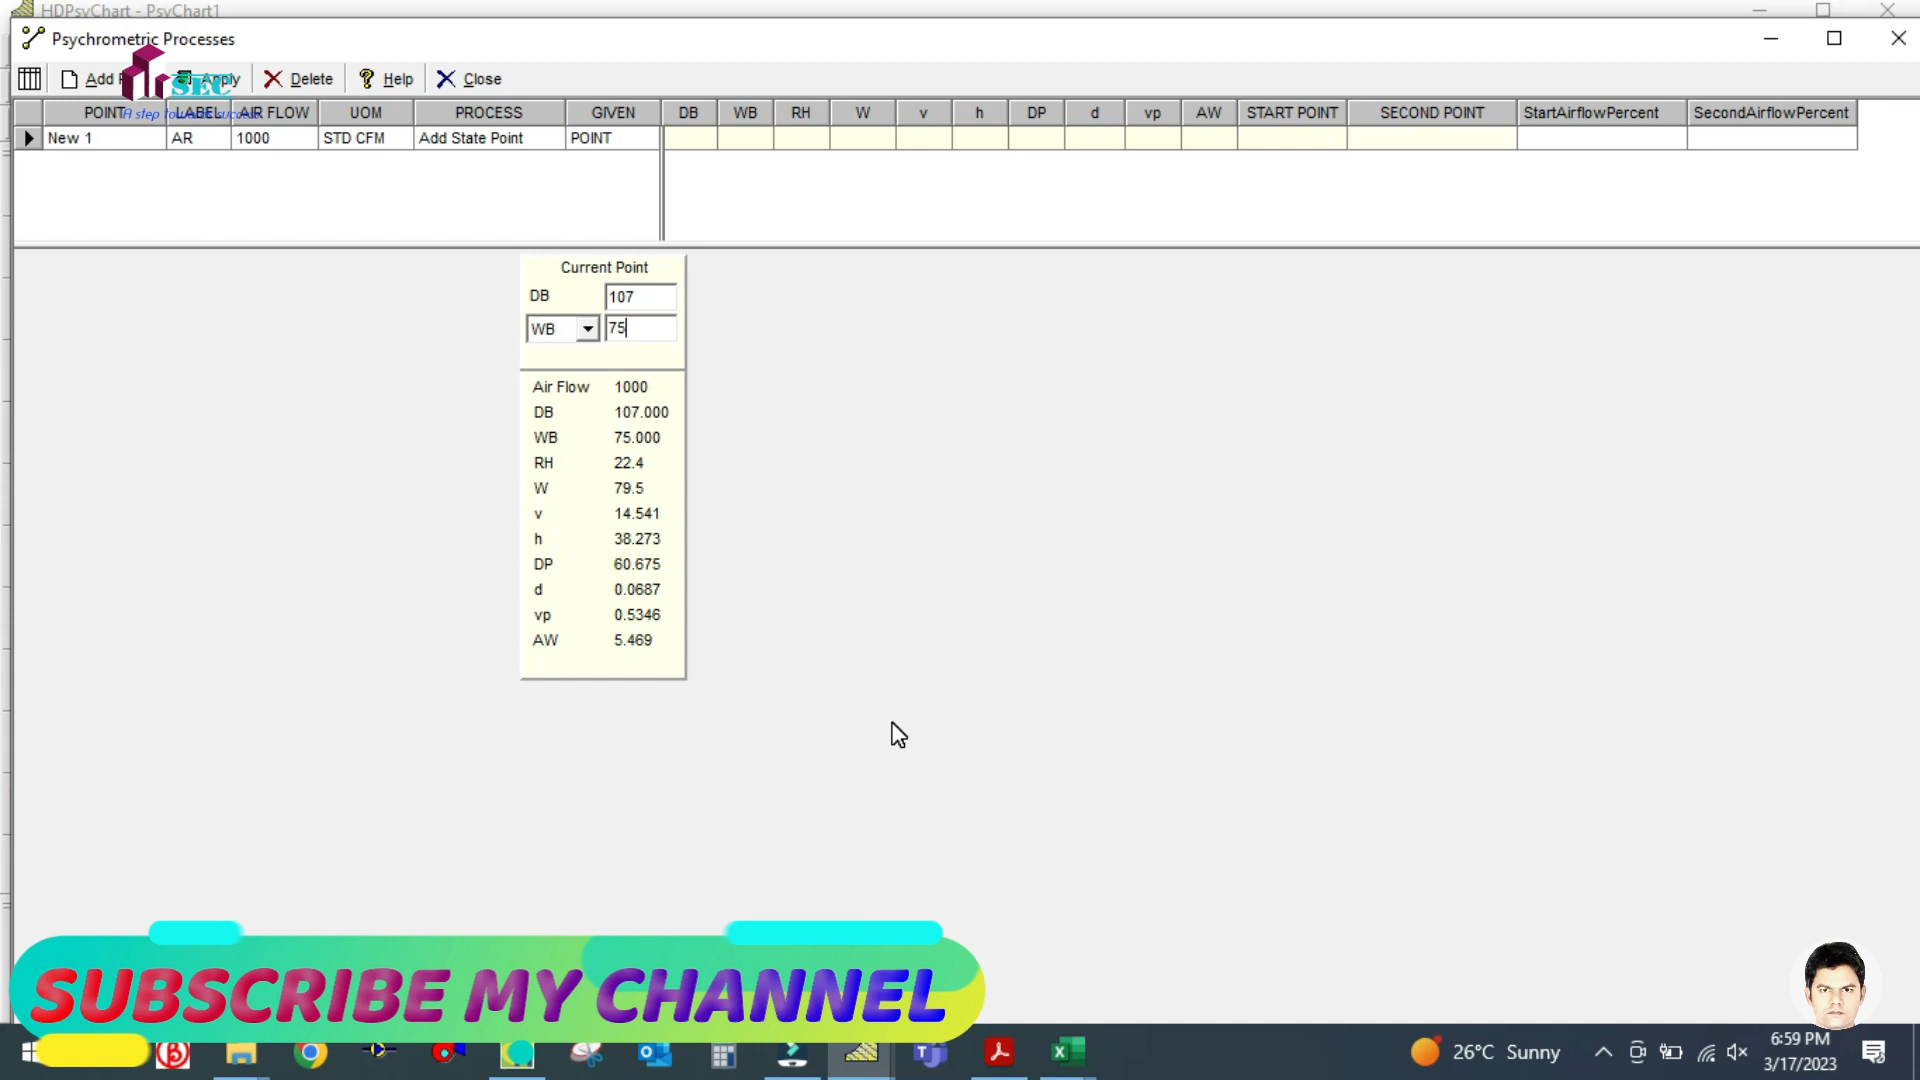 HDPsyChart - PsyChart1
Psychrometric Processes
Add Apply Delete Help Close
SEC
A step towards success
POINT LABEL AIR FLOW UOM PROCESS GIVEN DB WB RH W v h DP d vp AW START POINT SECOND POINT StartAirflowPercent SecondAirflowPercent
New 1 AR 1000 STD CFM Add State Point POINT
Current Point
DB 107
WB 75
Air Flow 1000
DB 107.000
WB 75.000
RH 22.4
W 79.5
v 14.541
h 38.273
DP 60.675
d 0.0687
vp 0.5346
AW 5.469
SUBSCRIBE MY CHANNEL
26°C Sunny
6:59 PM
3/17/2023